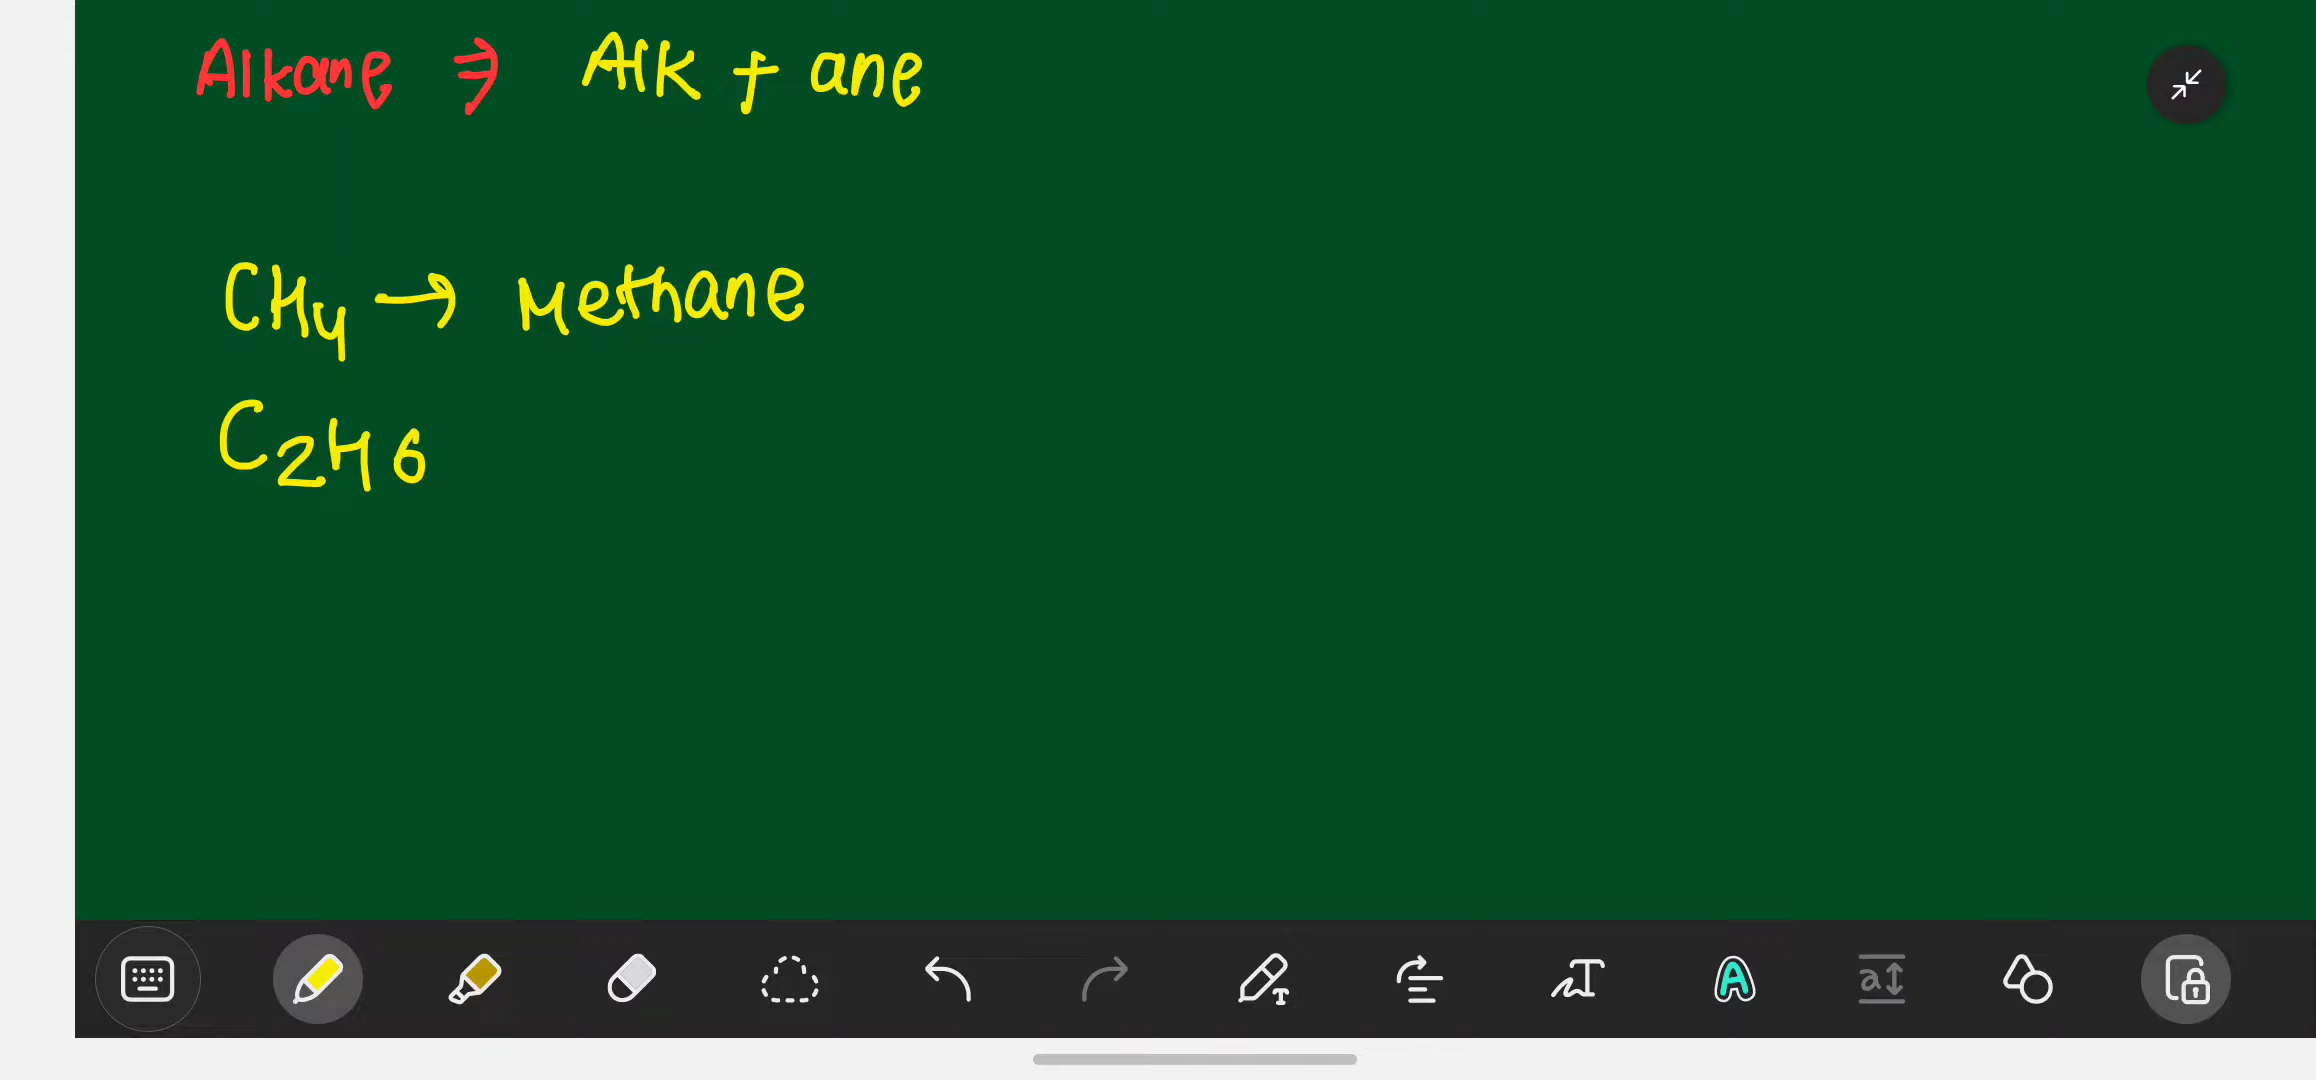 Alkane ⇒ Alk + ane
CH4 → Methane
C2H6